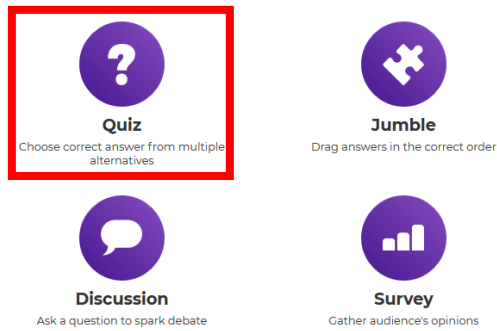 ?
Quiz
Choose correct answer from multiple
alternatives
Jumble
Drag answers in the correct order
Discussion
Ask a question to spark debate
Survey
Gather audience's opinions